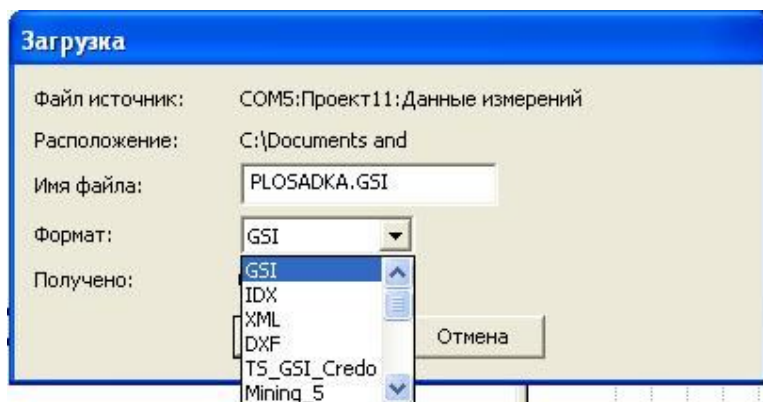 Загрузка
Файл источник: COM5:Проект11:Данные измерений
Расположение: C:\Documents and
Имя файла: PLOSADKA.GSI
Формат: GSI
GSI
Получено:
IDX
XML
DXF
Отмена
TS_GSI_Credo
Mining_5